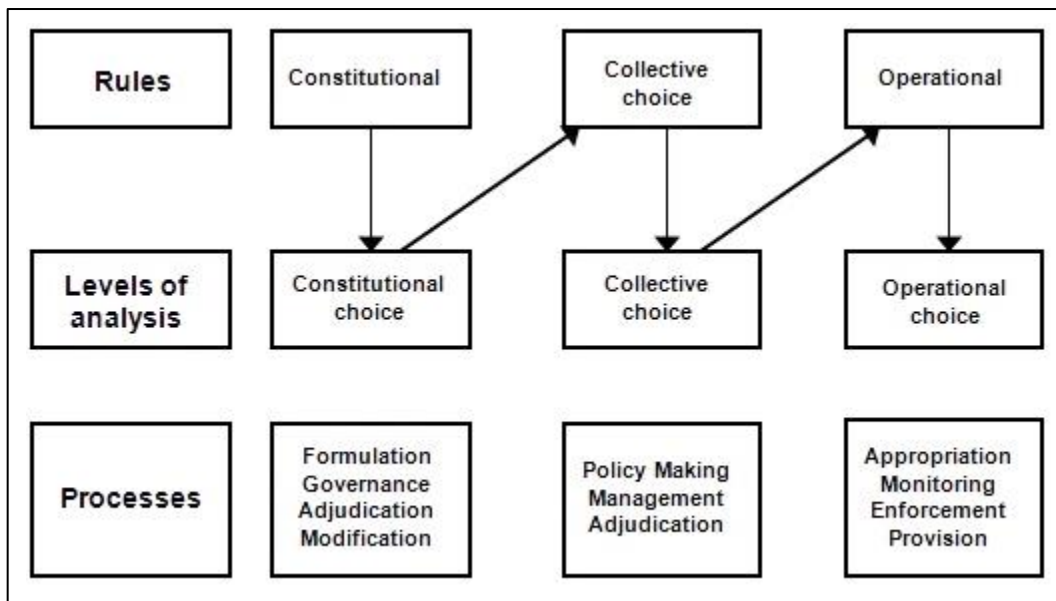 Rules
Constitutional
Collective
choice
Operational
Levels of
analysis
Constitutional
choice
Collective
choice
Operational
choice
Processes
Formulation
Governance
Adjudication
Modification
Policy Making
Management
Adjudication
Appropriation
Monitoring
Enforcement
Provision